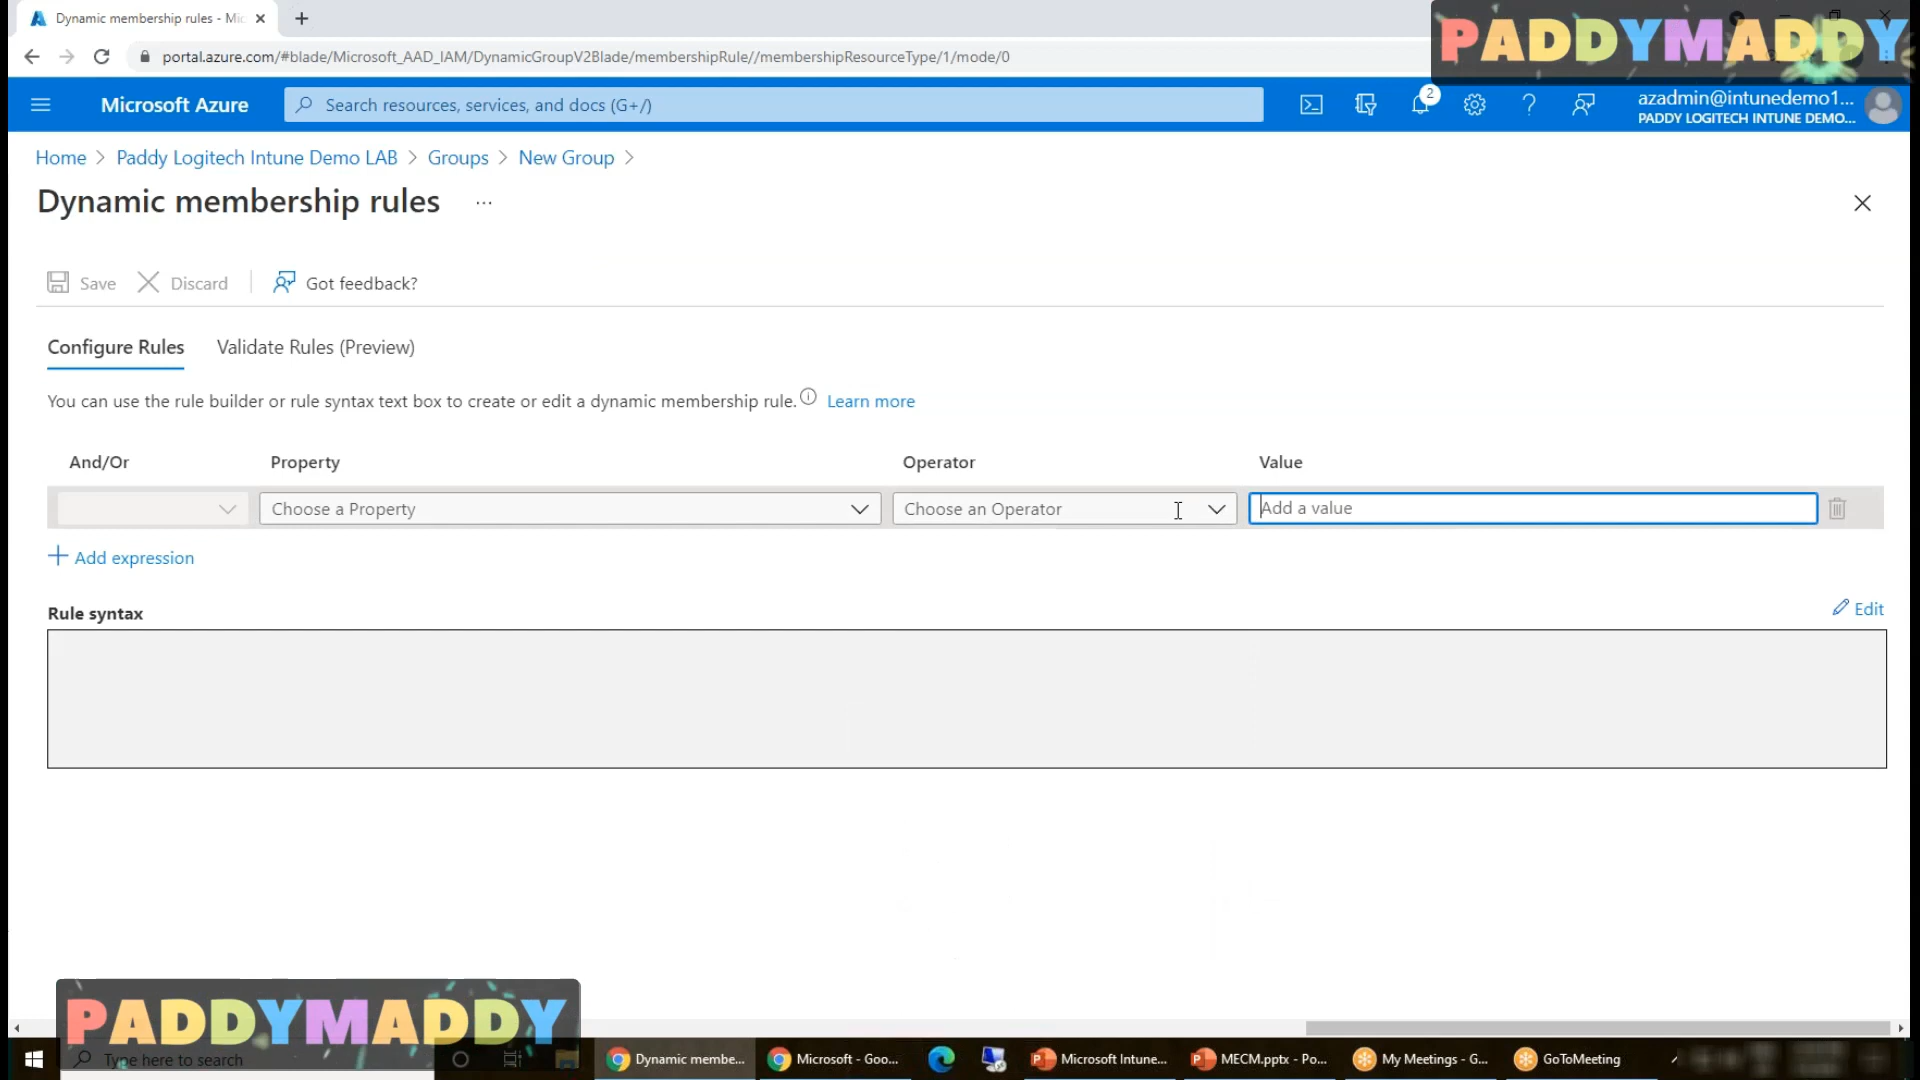 Dynamic membership rules - Mic
portal.azure.com/#blade/Microsoft_AAD_IAM/DynamicGroupV2Blade/membershipRule//membershipResourceType/1/mode/0
PADDYMADDY
Microsoft Azure
Search resources, services, and docs (G+/)
2
azadmin@intunedemo1...
PADDY LOGITECH INTUNE DEMO...
Home > Paddy Logitech Intune Demo LAB > Groups > New Group >
Dynamic membership rules ...
Save
Discard
Got feedback?
Configure Rules
Validate Rules (Preview)
You can use the rule builder or rule syntax text box to create or edit a dynamic membership rule. Learn more
And/Or Property Operator Value
Choose a Property Choose an Operator Add a value
+ Add expression
Rule syntax
Edit
PADDYMADDY
Type here to search
Dynamic membe...
Microsoft - Goo...
Microsoft Intune...
MECM.pptx - Po...
My Meetings - G...
GoToMeeting